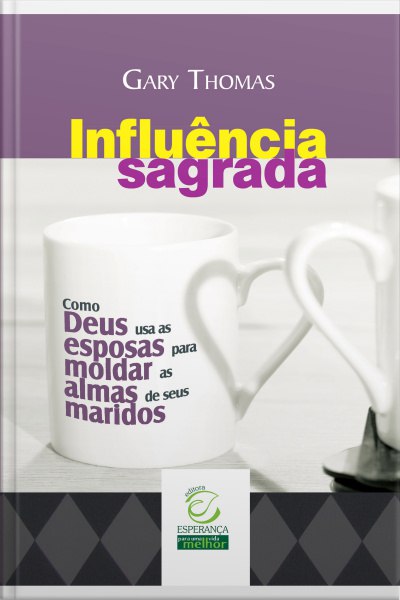 GARY THOMAS
Influência
sagrada
Como
Deus usa as
esposas para
moldar as
almas de seus
maridos
editora
ESPERANÇA
para uma vida
melhor